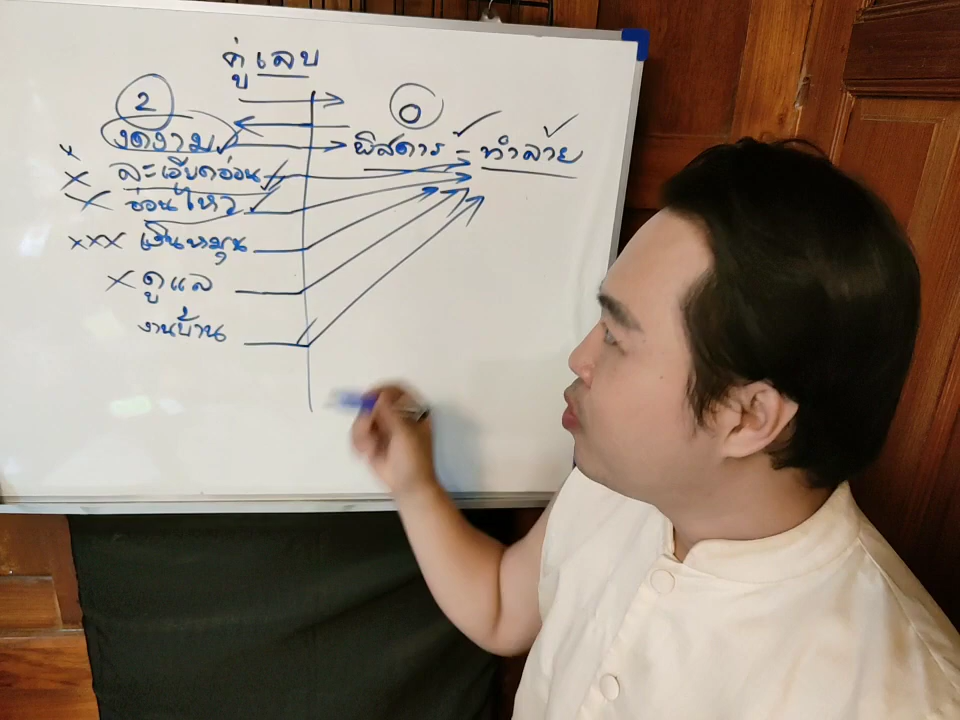 คู่เลข
2
0
งดงาม
พิสดาร = ทำลาย
x ละเอียดอ่อน
x อ่อนไหว
xxx เงินหมุน
x ดูแล
งานบ้าน